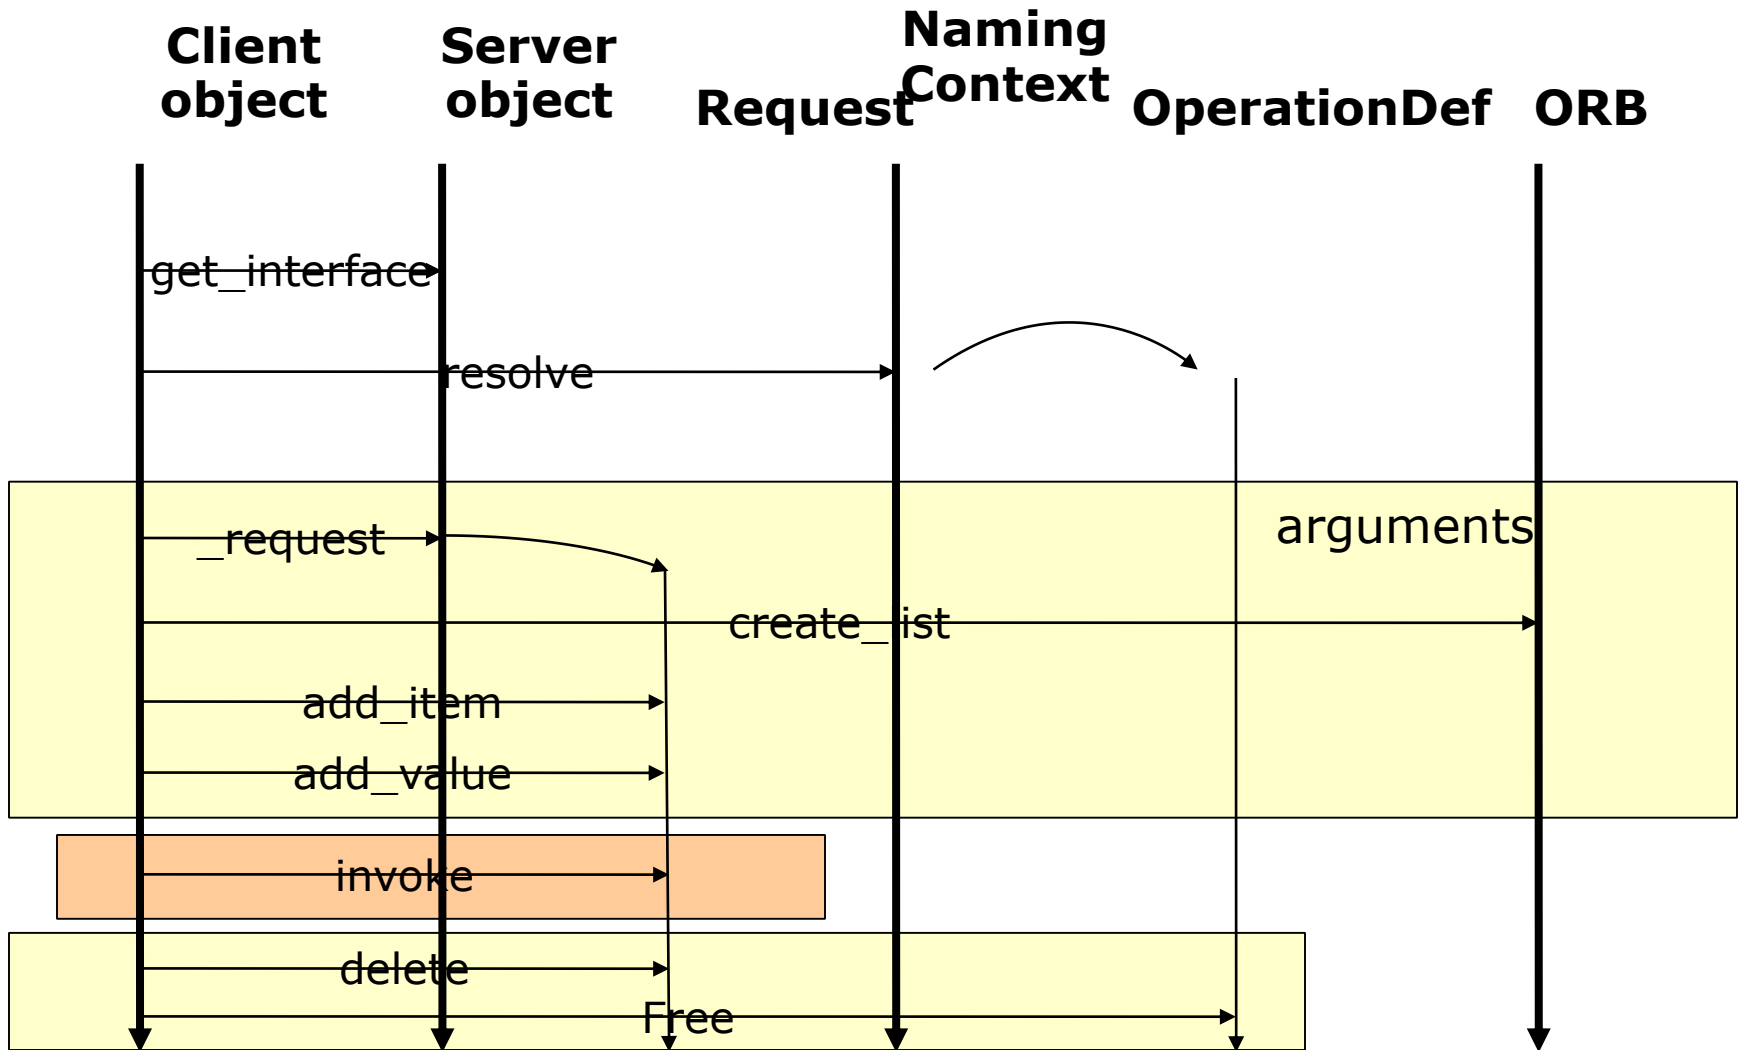 Client
object
Server
object
Request
Naming
Context
OperationDef
ORB
get_interface
resolve
_request
arguments
create_list
add_item
add_value
invoke
delete
Free